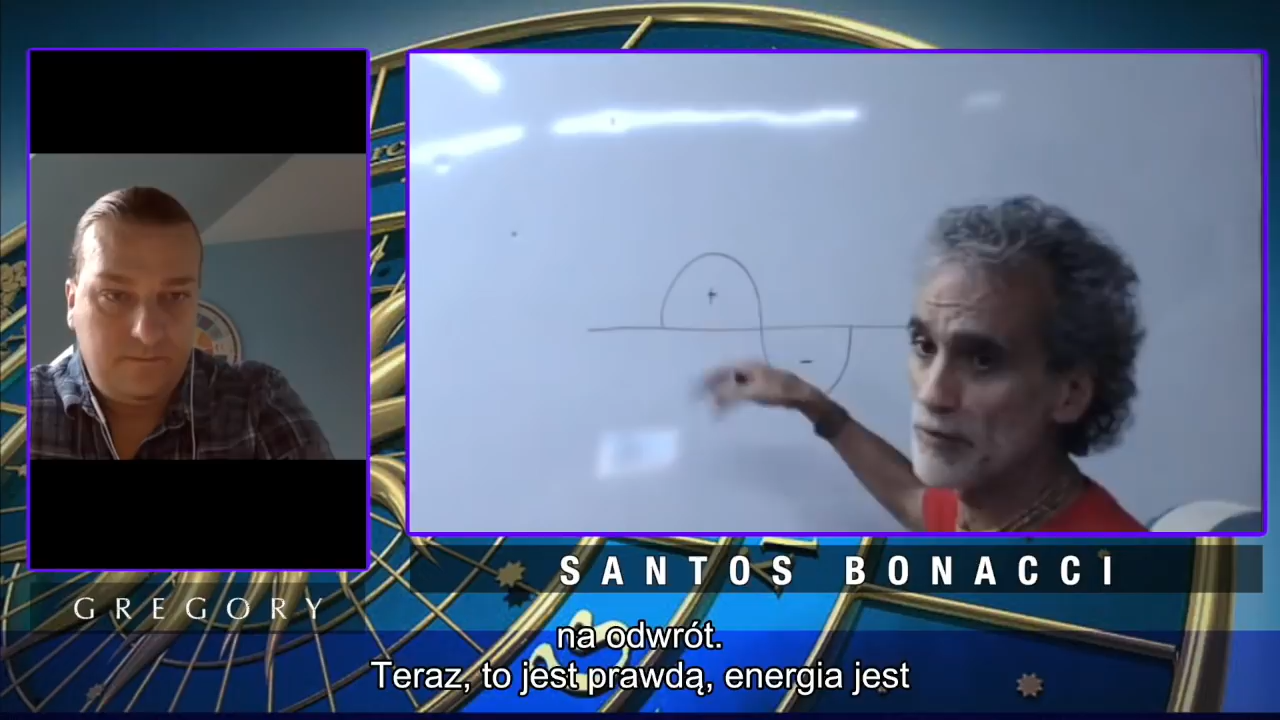 +
-
SANTOS BONACCI
GREGORY
na odwrót.
Teraz, to jest prawdą, energia jest